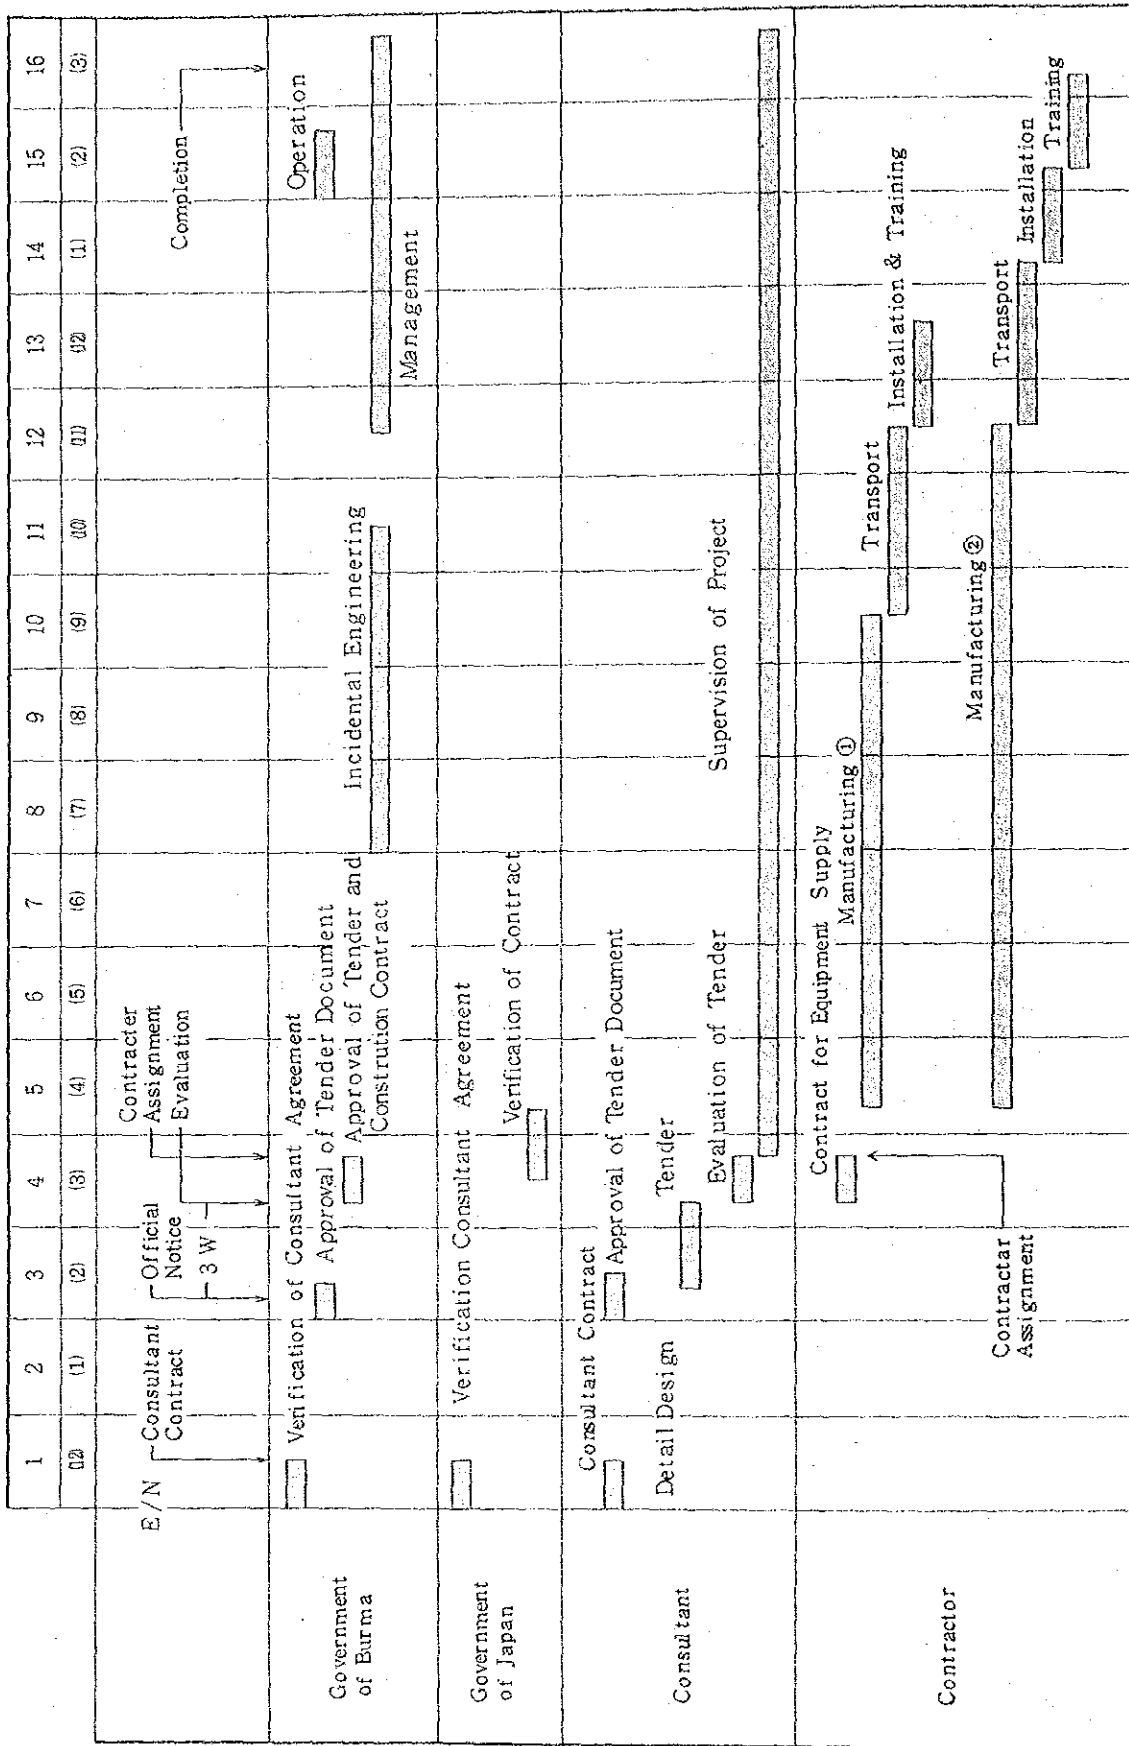 1 2 3 4 5 6 7 8 9 10 11 12 13 14 15 16
(12) (1) (2) (3) (4) (5) (6) (7) (8) (9) (10) (11) (12) (1) (2) (3)
E/N
Consultant
Contract
Official
Notice
3 W
Contracter
Assignment
Evaluation
Completion
Government
of Burma
Verification of Consultant Agreement
Approval of Tender Document
Approval of Tender and
Constrution Contract
Incidental Engineering
Operation
Management
Government
of Japan
Verification Consultant Agreement
Verification of Contract
Consultant
Consultant Contract
Approval of Tender Document
Detail Design
Tender
Evaluation of Tender
Supervision of Project
Contractor
Contract for Equipment Supply
Manufacturing ①
Transport
Installation & Training
Manufacturing ②
Transport
Installation
Training
Contractar
Assignment